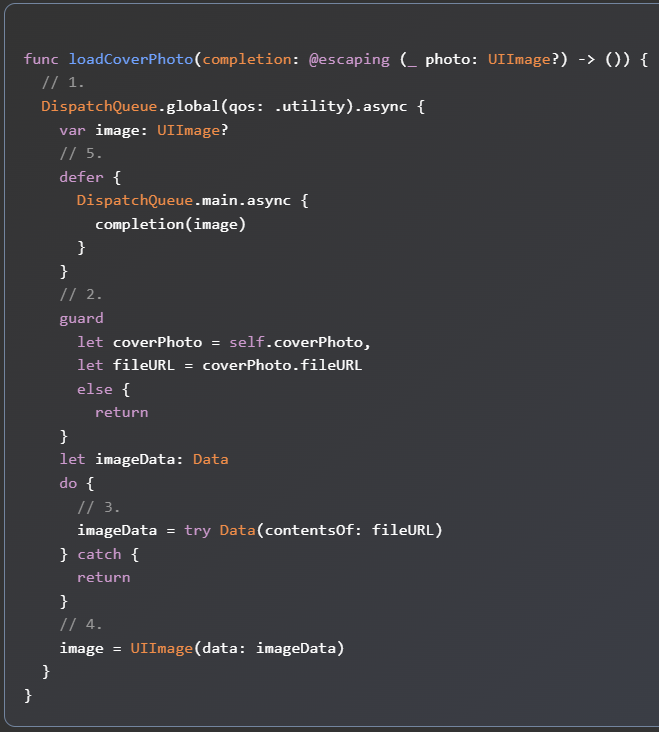 func loadCoverPhoto(completion: @escaping (_ photo: UIImage?) -> ()) {
  // 1.
  DispatchQueue.global(qos: .utility).async {
    var image: UIImage?
    // 5.
    defer {
      DispatchQueue.main.async {
        completion(image)
      }
    }
    // 2.
    guard
      let coverPhoto = self.coverPhoto,
      let fileURL = coverPhoto.fileURL
      else {
        return
    }
    let imageData: Data
    do {
      // 3.
      imageData = try Data(contentsOf: fileURL)
    } catch {
      return
    }
    // 4.
    image = UIImage(data: imageData)
  }
}